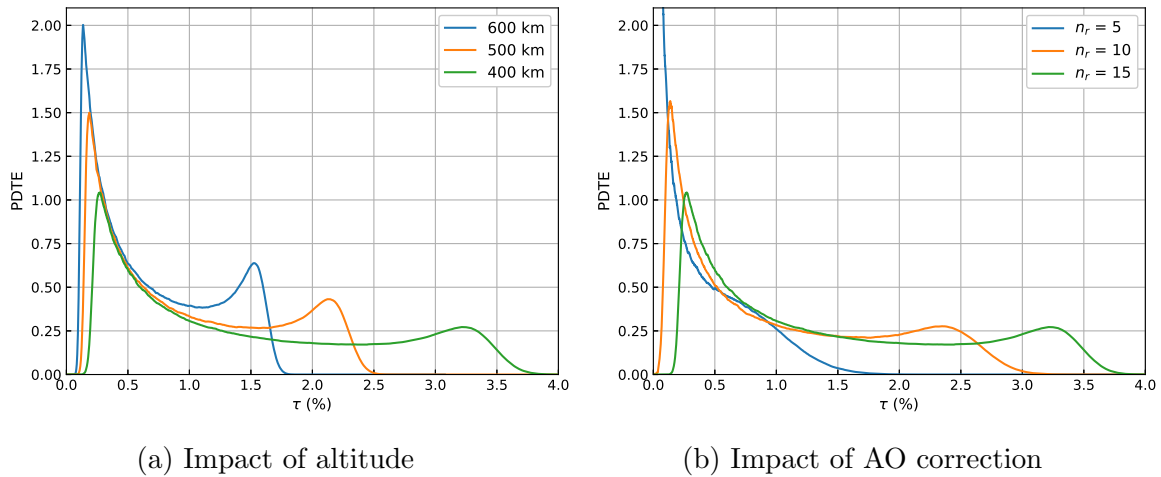 600 km
500 km
400 km
2.00
1.75
1.50
1.25
1.00
0.75
0.50
0.25
0.00
PDTE
0.0 0.5 1.0 1.5 2.0 2.5 3.0 3.5 4.0
τ (%)
(a) Impact of altitude
n_r = 5
n_r = 10
n_r = 15
2.00
1.75
1.50
1.25
1.00
0.75
0.50
0.25
0.00
PDTE
0.0 0.5 1.0 1.5 2.0 2.5 3.0 3.5 4.0
τ (%)
(b) Impact of AO correction